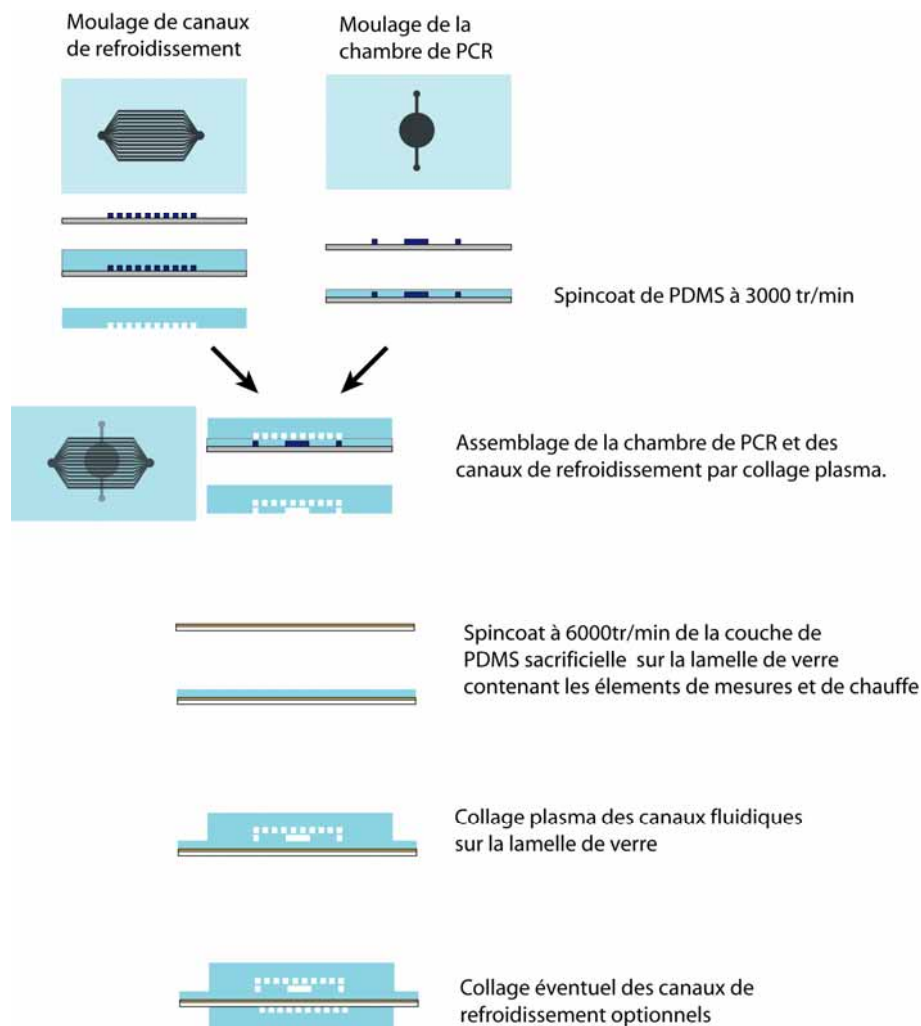 Moulage de canaux
de refroidissement
Moulage de la
chambre de PCR
Spincoat de PDMS à 3000 tr/min
Assemblage de la chambre de PCR et des
canaux de refroidissement par collage plasma.
Spincoat à 6000tr/min de la couche de
PDMS sacrificielle sur la lamelle de verre
contenant les élements de mesures et de chauffe
Collage plasma des canaux fluidiques
sur la lamelle de verre
Collage éventuel des canaux de
refroidissement optionnels